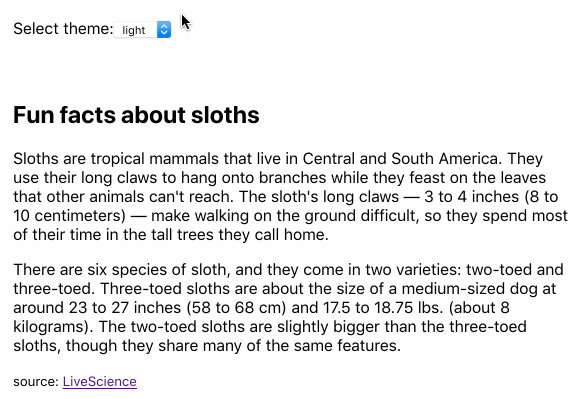 Select theme: light
Fun facts about sloths
Sloths are tropical mammals that live in Central and South America. They
use their long claws to hang onto branches while they feast on the leaves
that other animals can't reach. The sloth's long claws — 3 to 4 inches (8 to
10 centimeters) — make walking on the ground difficult, so they spend most
of their time in the tall trees they call home.
There are six species of sloth, and they come in two varieties: two-toed and
three-toed. Three-toed sloths are about the size of a medium-sized dog at
around 23 to 27 inches (58 to 68 cm) and 17.5 to 18.75 lbs. (about 8
kilograms). The two-toed sloths are slightly bigger than the three-toed
sloths, though they share many of the same features.
source: LiveScience